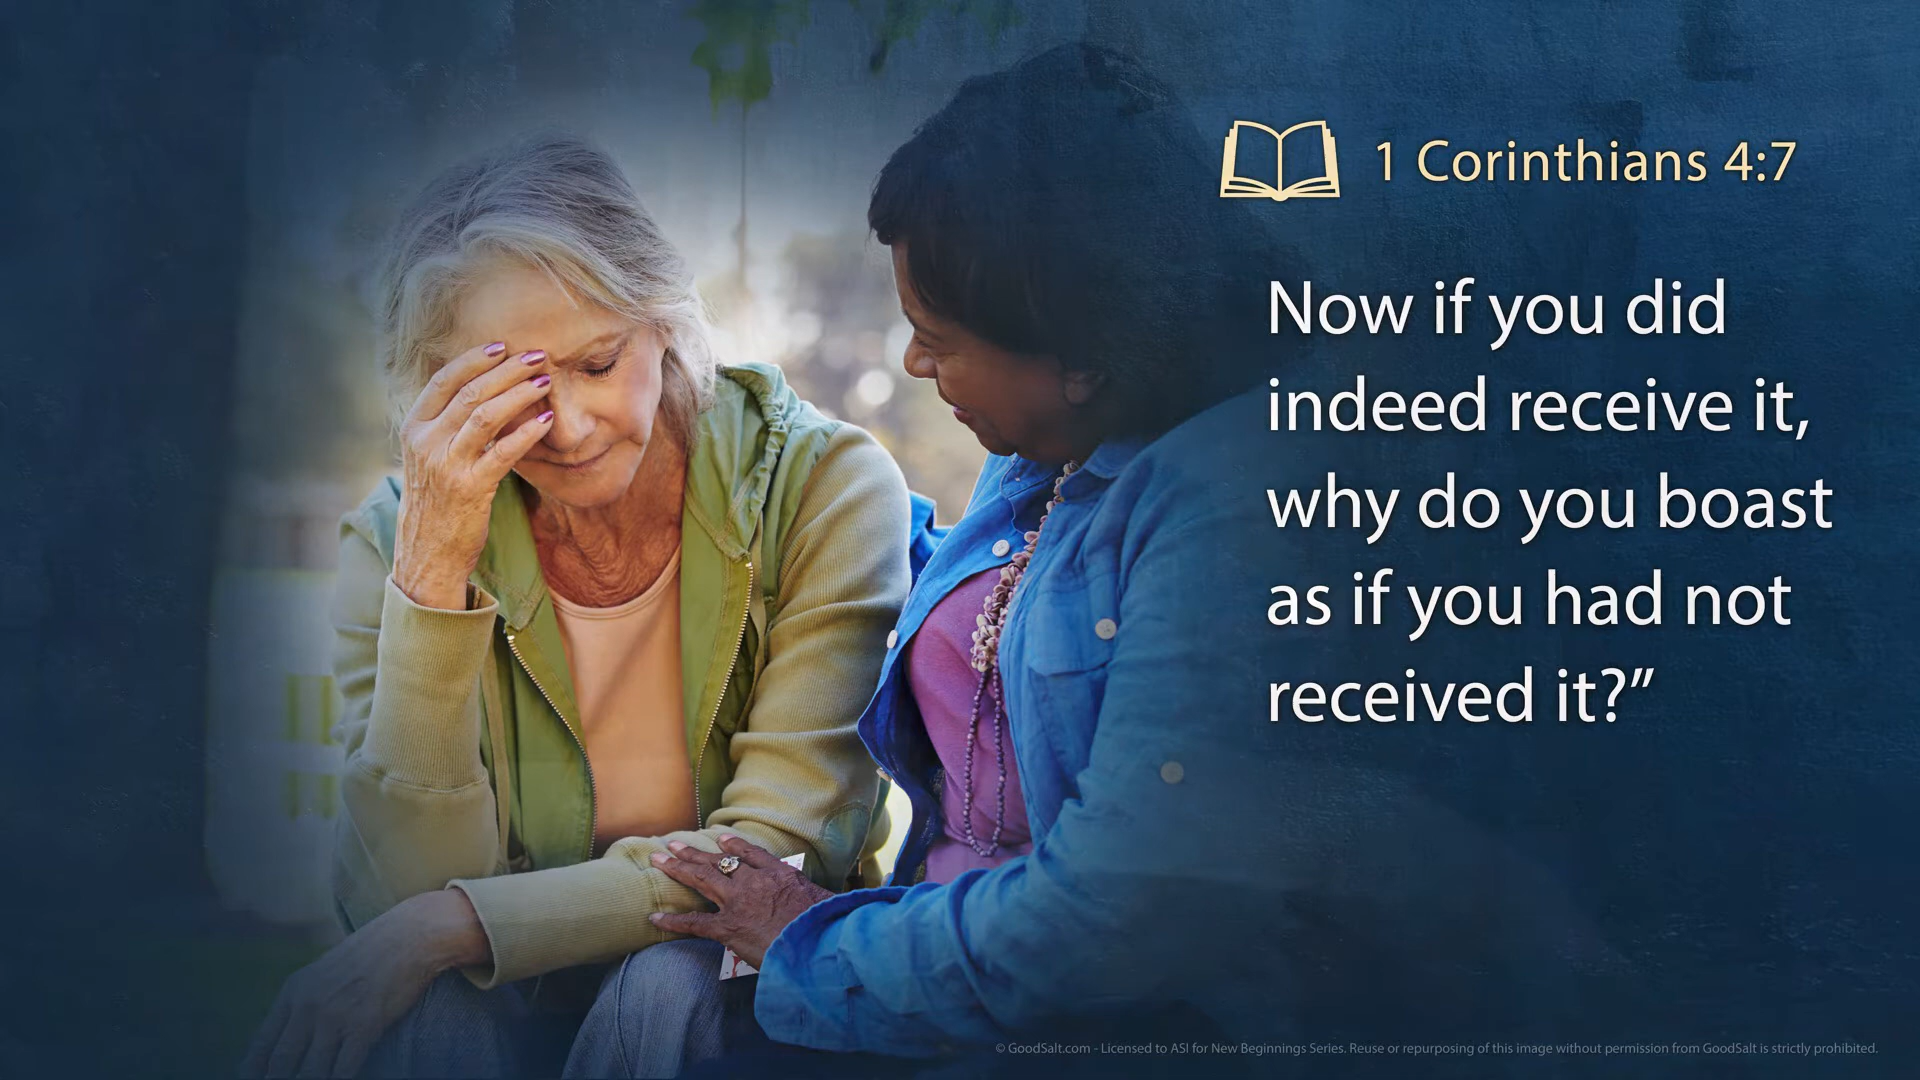 1 Corinthians 4:7
Now if you did
indeed receive it,
why do you boast
as if you had not
received it?”
© GoodSalt.com - Licensed to ASI for New Beginnings Series. Reuse or repurposing of this image without permission from GoodSalt is strictly prohibited.